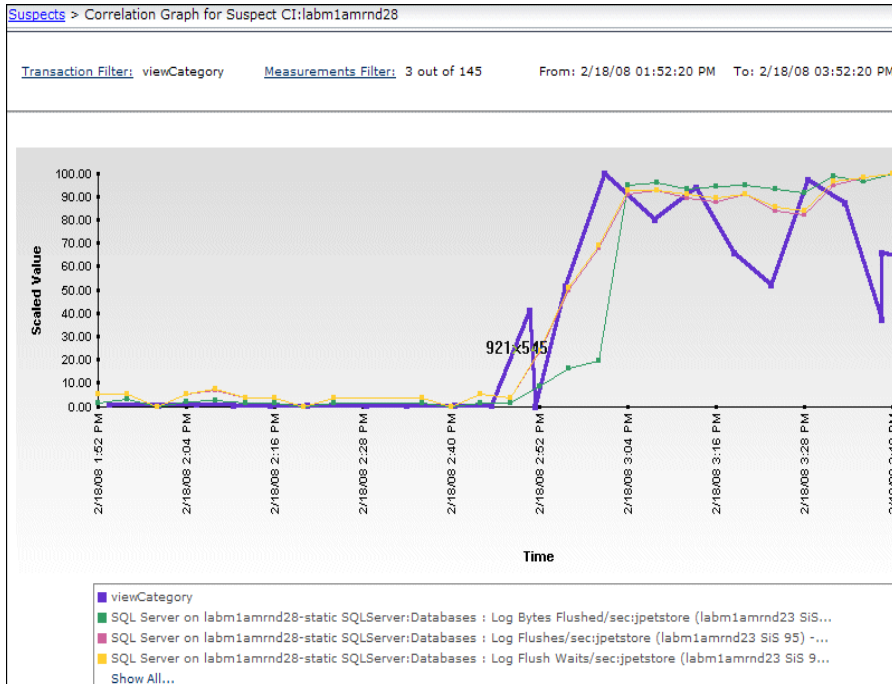 Suspects > Correlation Graph for Suspect CI:labm1amrnd28
Transaction Filter: viewCategory Measurements Filter: 3 out of 145 From: 2/18/08 01:52:20 PM To: 2/18/08 03:52:20 PM
100.00
90.00
80.00
70.00
60.00
50.00
40.00
30.00
20.00
10.00
0.00
Scaled Value
921x545
2/18/08 1:52 PM
2/18/08 2:04 PM
2/18/08 2:16 PM
2/18/08 2:28 PM
2/18/08 2:40 PM
2/18/08 2:52 PM
2/18/08 3:04 PM
2/18/08 3:16 PM
2/18/08 3:28 PM
Time
viewCategory
SQL Server on labm1amrnd28-static SQLServer:Databases : Log Bytes Flushed/sec:jpetstore (labm1amrnd23 SiS...
SQL Server on labm1amrnd28-static SQLServer:Databases : Log Flushes/sec:jpetstore (labm1amrnd23 SiS 95) -...
SQL Server on labm1amrnd28-static SQLServer:Databases : Log Flush Waits/sec:jpetstore (labm1amrnd23 SiS 9...
Show All...